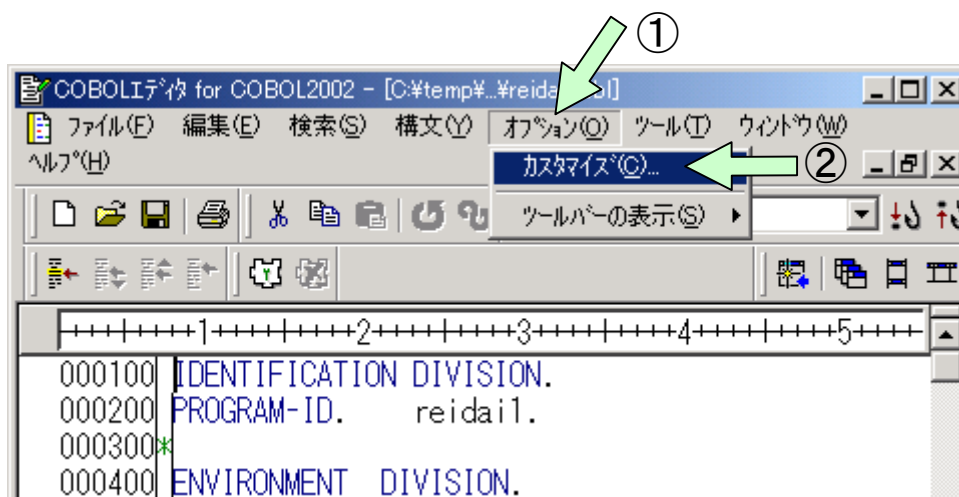 ①
COBOLｴﾃﾞｨﾀ for COBOL2002 - [C:¥temp¥...¥reida
ﾌｧｲﾙ(F) 編集(E) 検索(S) 構文(Y) ｵﾌﾟｼｮﾝ(O) ﾂｰﾙ(T) ｳｨﾝﾄﾞｳ(W)
ﾍﾙﾌﾟ(H)
ｶｽﾀﾏｲｽﾞ(C)...
②
ﾂｰﾙﾊﾞｰの表示(S)
1 2 3 4 5
000100 IDENTIFICATION DIVISION.
000200 PROGRAM-ID. reidai1.
000300*
000400 ENVIRONMENT DIVISION.